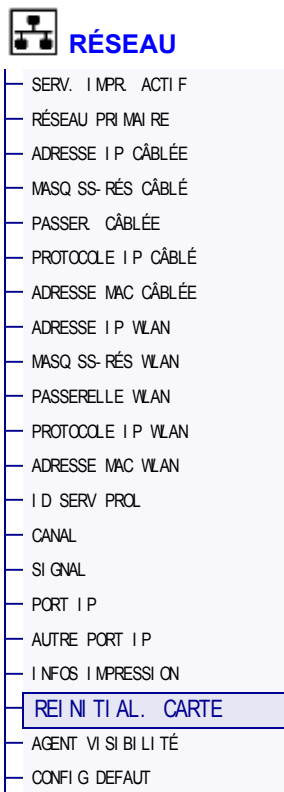 RÉSEAU
SERV. IMPR. ACTIF
RÉSEAU PRIMAIRE
ADRESSE IP CÂBLÉE
MASQ SS-RÉS CÂBLÉ
PASSER. CÂBLÉE
PROTOCOLE IP CÂBLÉ
ADRESSE MAC CÂBLÉE
ADRESSE IP WLAN
MASQ SS-RÉS WLAN
PASSERELLE WLAN
PROTOCOLE IP WLAN
ADRESSE MAC WLAN
ID SERV PROL
CANAL
SIGNAL
PORT IP
AUTRE PORT IP
INFOS IMPRESSION
REINITIAL. CARTE
AGENT VISIBILITÉ
CONFIG DEFAUT